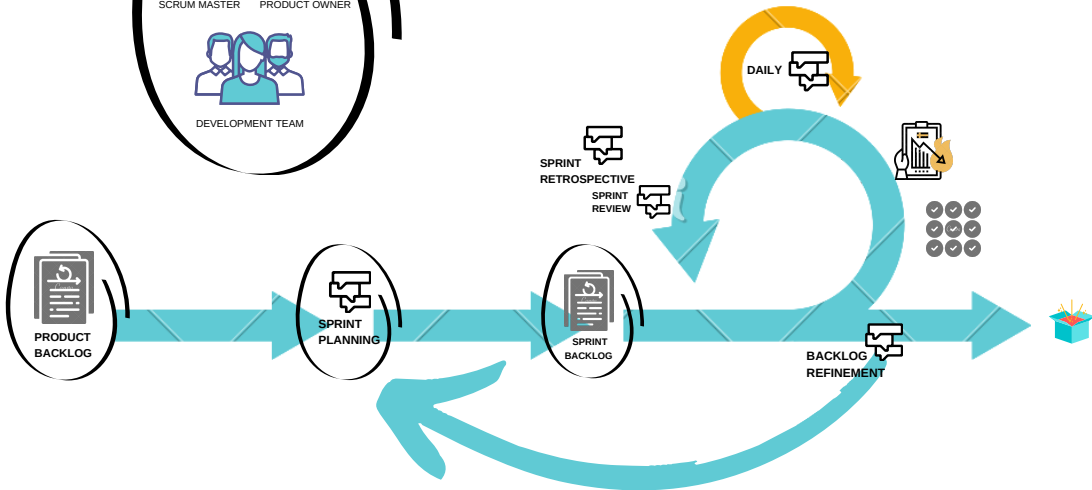 SCRUM MASTER
PRODUCT OWNER
DEVELOPMENT TEAM
DAILY
SPRINT
RETROSPECTIVE
SPRINT
REVIEW
PRODUCT
BACKLOG
SPRINT
PLANNING
SPRINT
BACKLOG
BACKLOG
REFINEMENT